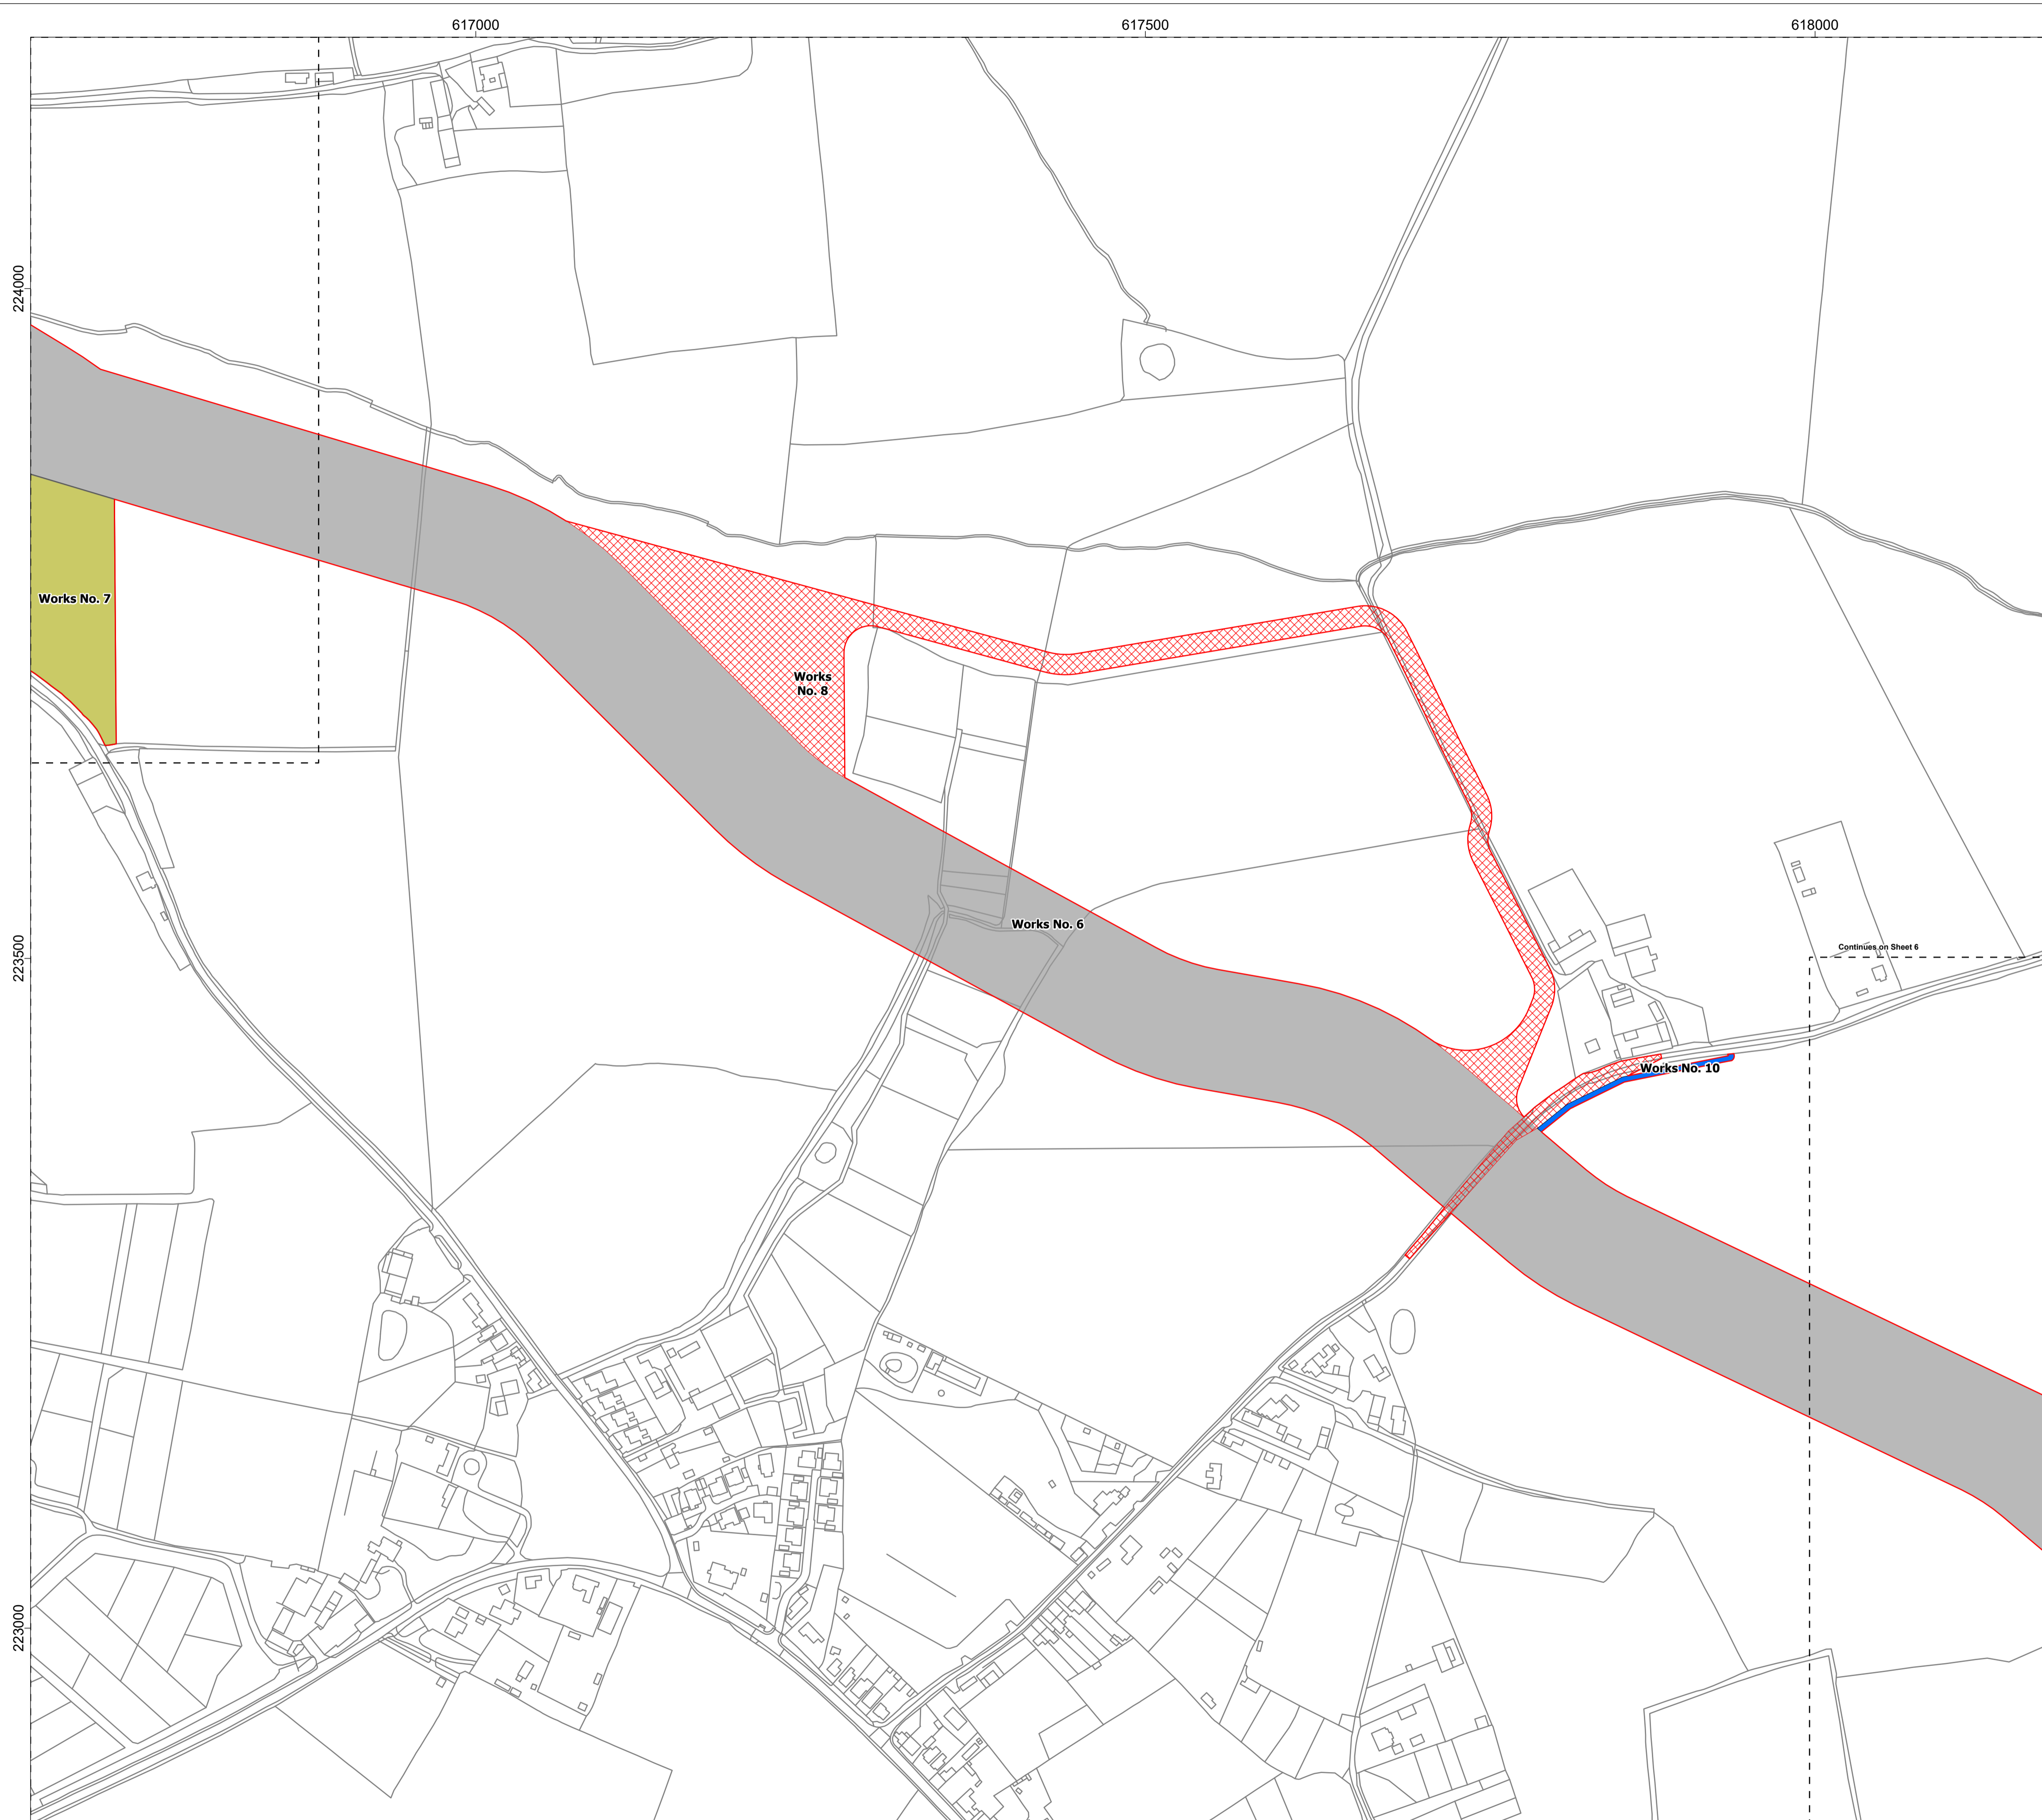 617000
617500
618000
224000
Works No. 7
Works
No. 8
Works No. 6
223500
Continues on Sheet 6
Works No. 10
223000